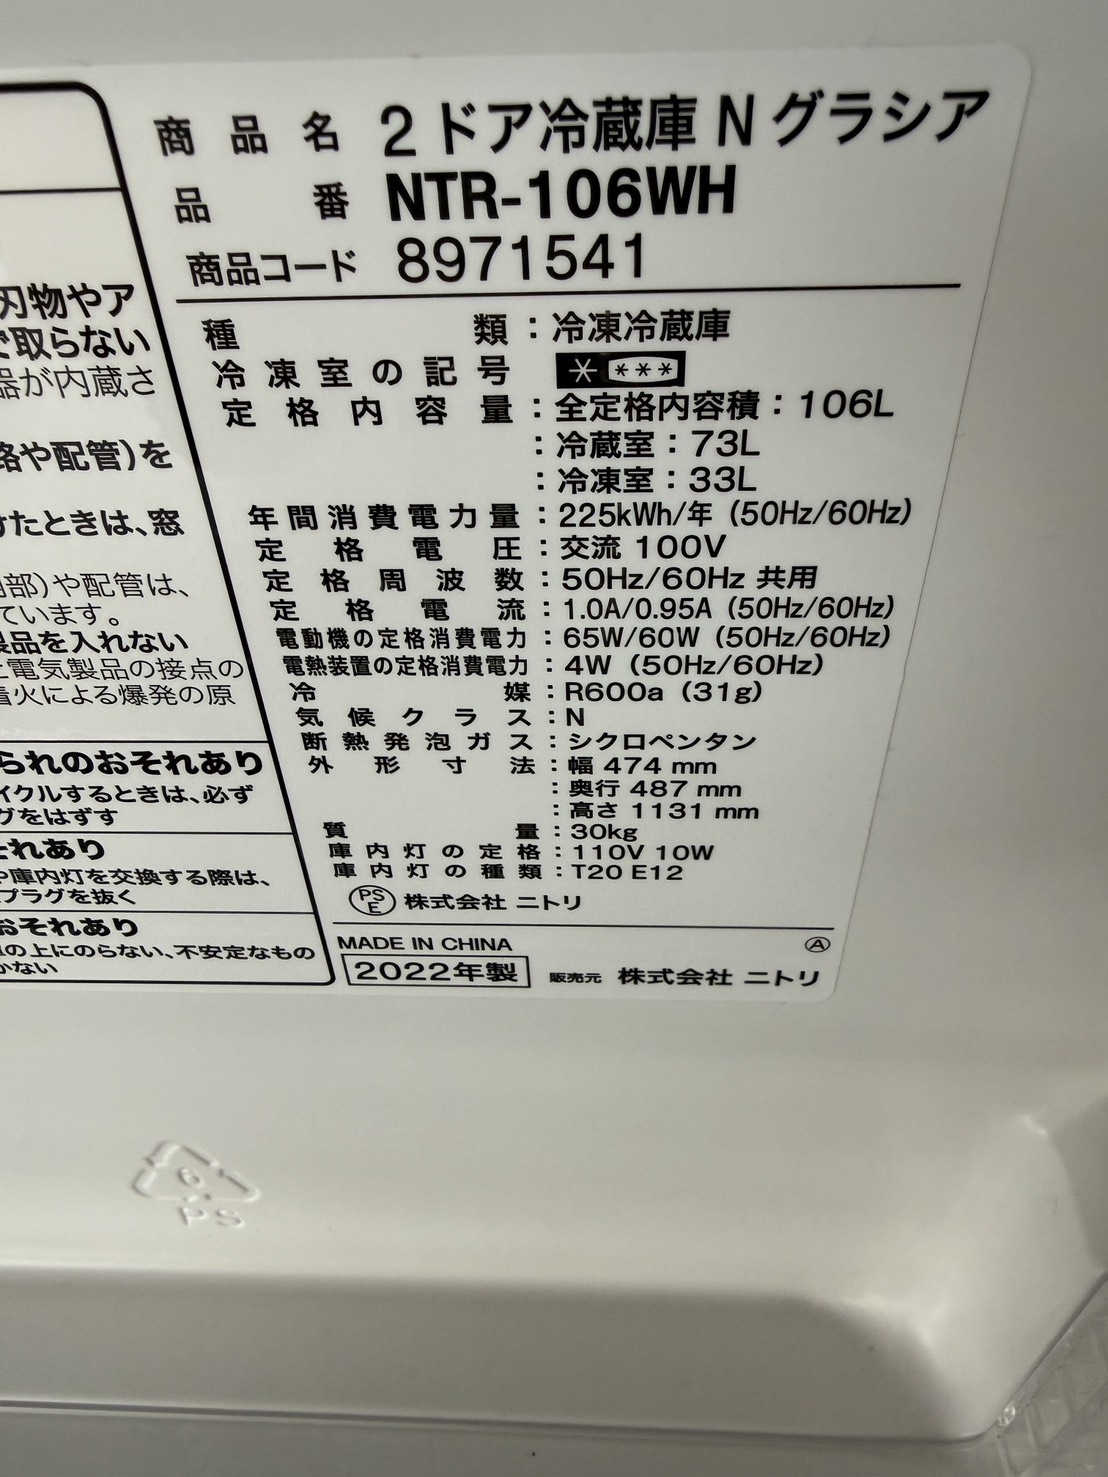 商品名 2ドア冷蔵庫 N グラシア
品番 NTR-106WH
商品コード 8971541
種類：冷凍冷蔵庫
冷凍室の記号 * ***
定格内容量：全定格内容積：106L
：冷蔵室：73L
：冷凍室：33L
年間消費電力量：225kWh/年 (50Hz/60Hz)
定格電圧：交流 100V
定格周波数：50Hz/60Hz 共用
定格電流：1.0A/0.95A (50Hz/60Hz)
電動機の定格消費電力：65W/60W (50Hz/60Hz)
電熱装置の定格消費電力：4W (50Hz/60Hz)
冷媒：R600a (31g)
気候クラス：N
断熱発泡ガス：シクロペンタン
外形寸法：幅 474 mm
：奥行 487 mm
：高さ 1131 mm
質量：30kg
庫内灯の定格：110V 10W
庫内灯の種類：T20 E12
PS E 株式会社 ニトリ
MADE IN CHINA Ⓐ
2022年製 販売元 株式会社 ニトリ
刃物やア
取らない
器が内蔵さ
や配管)を
たときは、窓
部)や配管は、
ています。
製品を入れない
電気製品の接点の
着火による爆発の原
られのおそれあり
イクルするときは、必ず
グをはずす
それあり
や庫内灯を交換する際は、
プラグを抜く
おそれあり
の上にのらない、不安定なもの
かない
6
PS